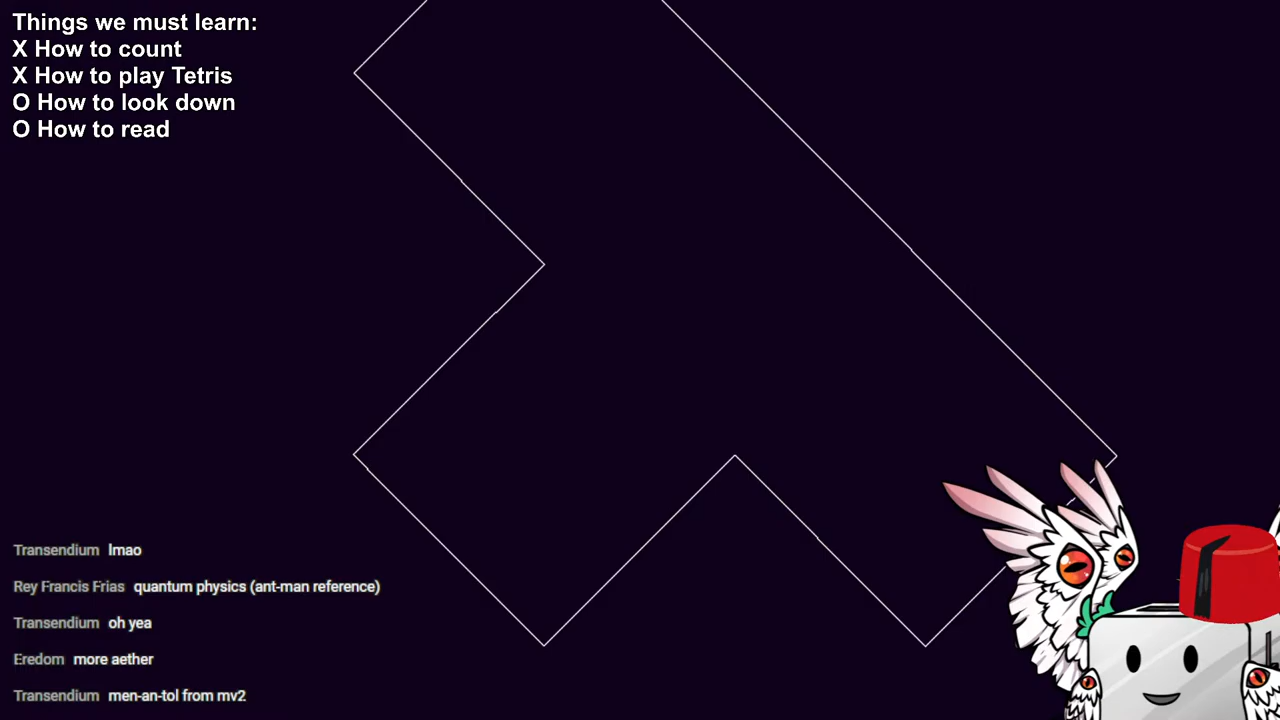 Things we must learn:
X How to count
X How to play Tetris
O How to look down
O How to read
Transendium lmao
Rey Francis Frias quantum physics (ant-man reference)
Transendium oh yea
Eredom more aether
Transendium men-an-tol from mv2